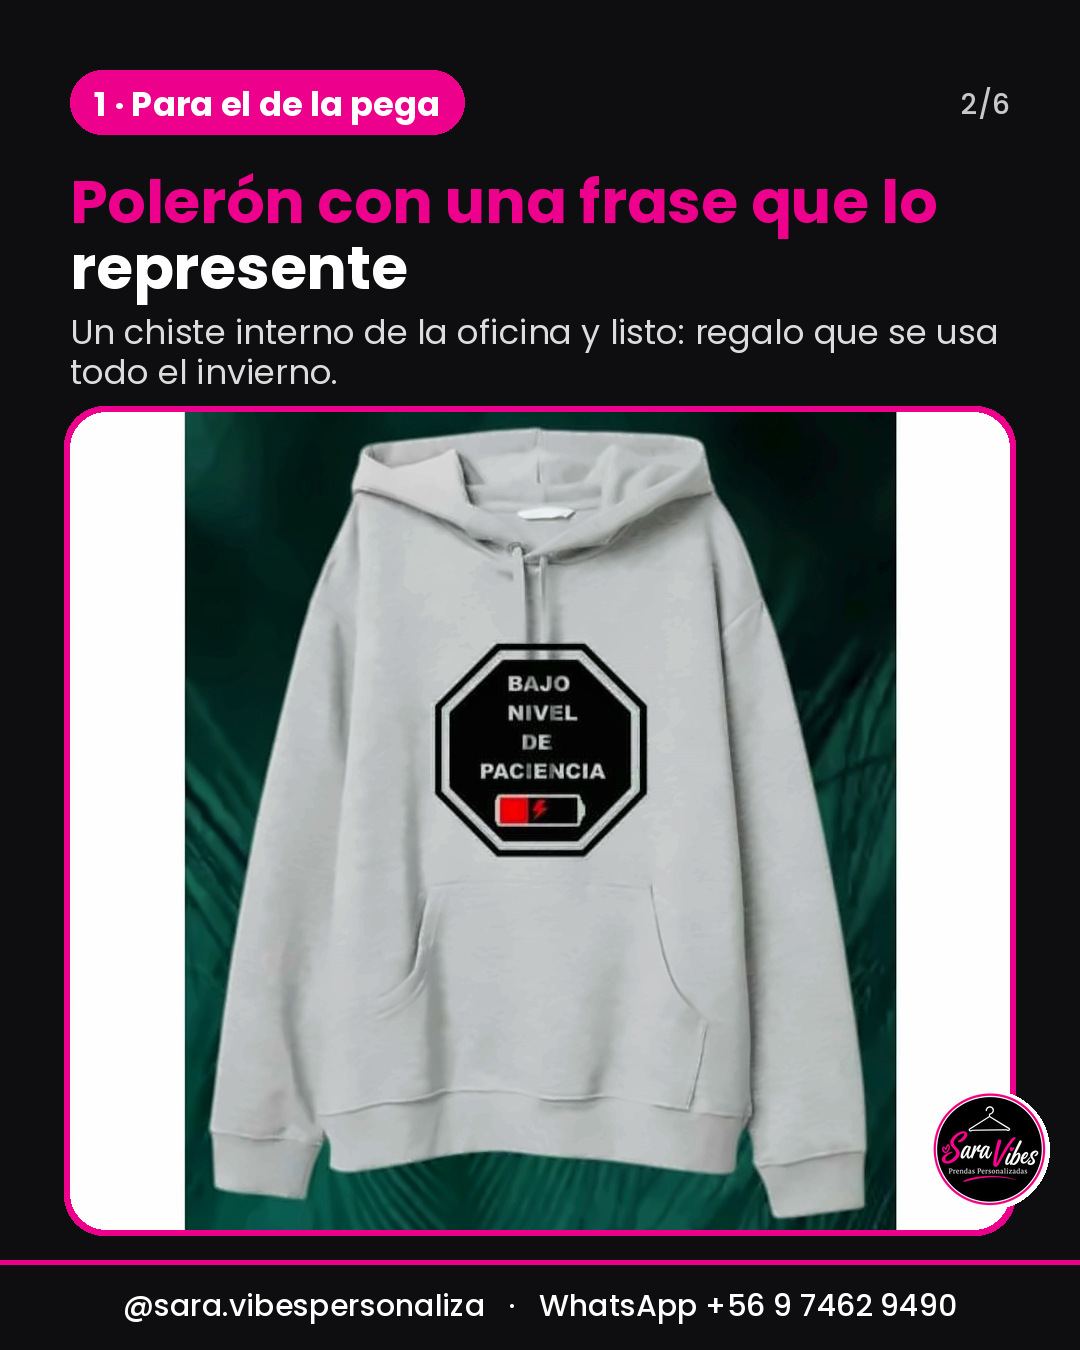 1 · Para el de la pega
2/6
Polerón con una frase que lo
represente
Un chiste interno de la oficina y listo: regalo que se usa
todo el invierno.
BAJO
NIVEL
DE
PACIENCIA
Sara Vibes
Prendas Personalizadas
@sara.vibespersonaliza · WhatsApp +56 9 7462 9490